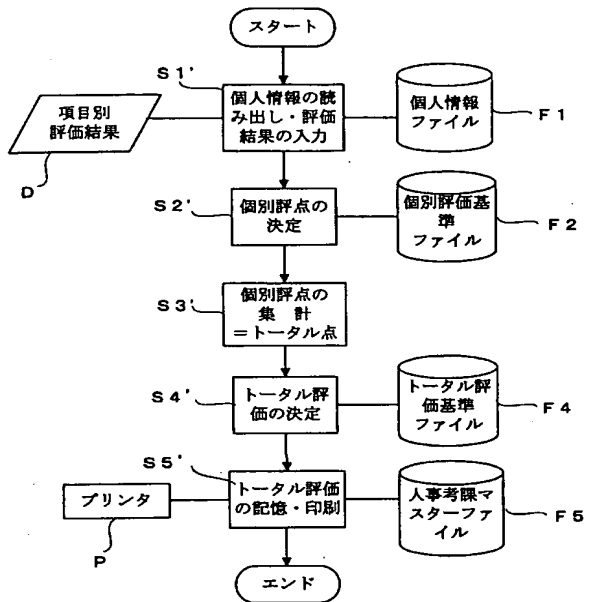 スタート
S1'
個人情報の読
み出し・評価
結果の入力
項目別
評価結果
D
個人情報
ファイル
F1
S2'
個別評点の
決定
個別評価基
準
ファイル
F2
S3'
個別評点の
集 計
=トータル点
S4'
トータル評
価の決定
トータル評
価基準
ファイル
F4
S5'
トータル評価
の記憶・印刷
プリンタ
P
人事考課マ
スターファ
イル
F5
エンド